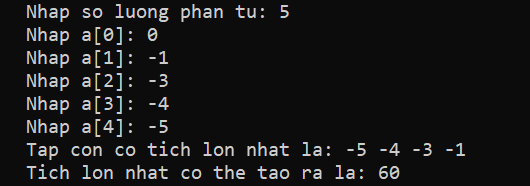 Nhap so luong phan tu: 5
Nhap a[0]: 0
Nhap a[1]: -1
Nhap a[2]: -3
Nhap a[3]: -4
Nhap a[4]: -5
Tap con co tich lon nhat la: -5 -4 -3 -1
Tich lon nhat co the tao ra la: 60